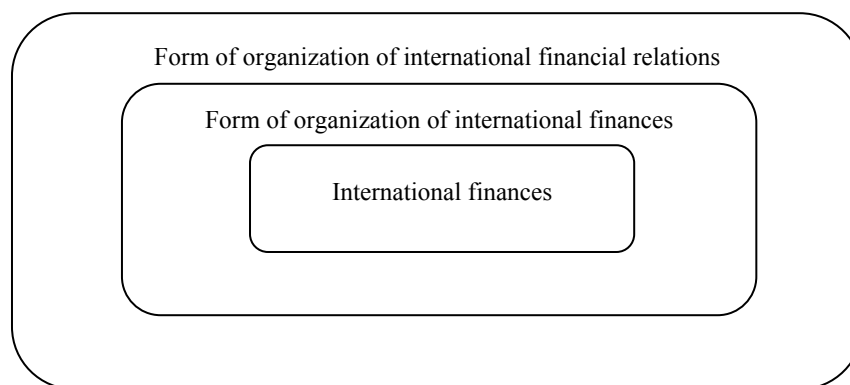 Form of organization of international financial relations
Form of organization of international finances
International finances